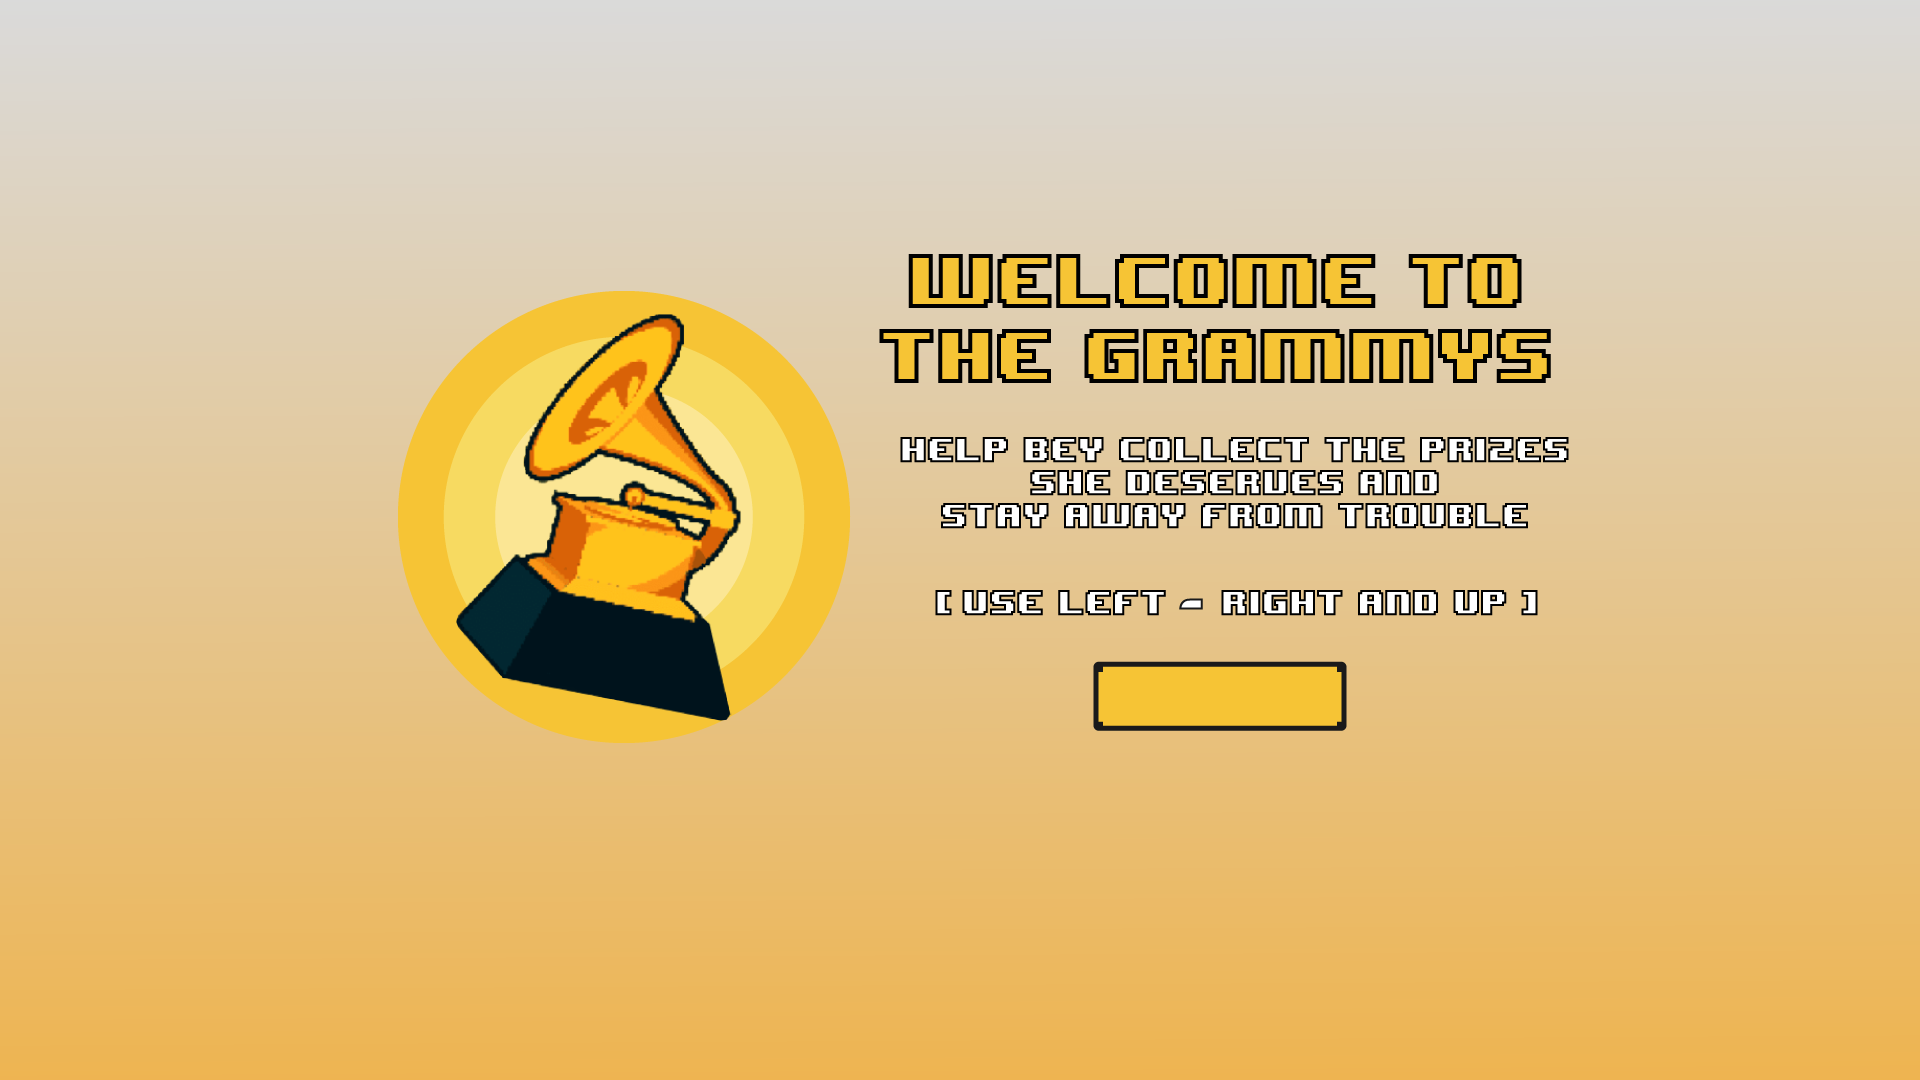 WELCOME TO
THE GRAMMYS
HELP BEY COLLECT THE PRIZES
SHE DESERVES AND
STAY AWAY FROM TROUBLE
[ USE LEFT - RIGHT AND UP ]